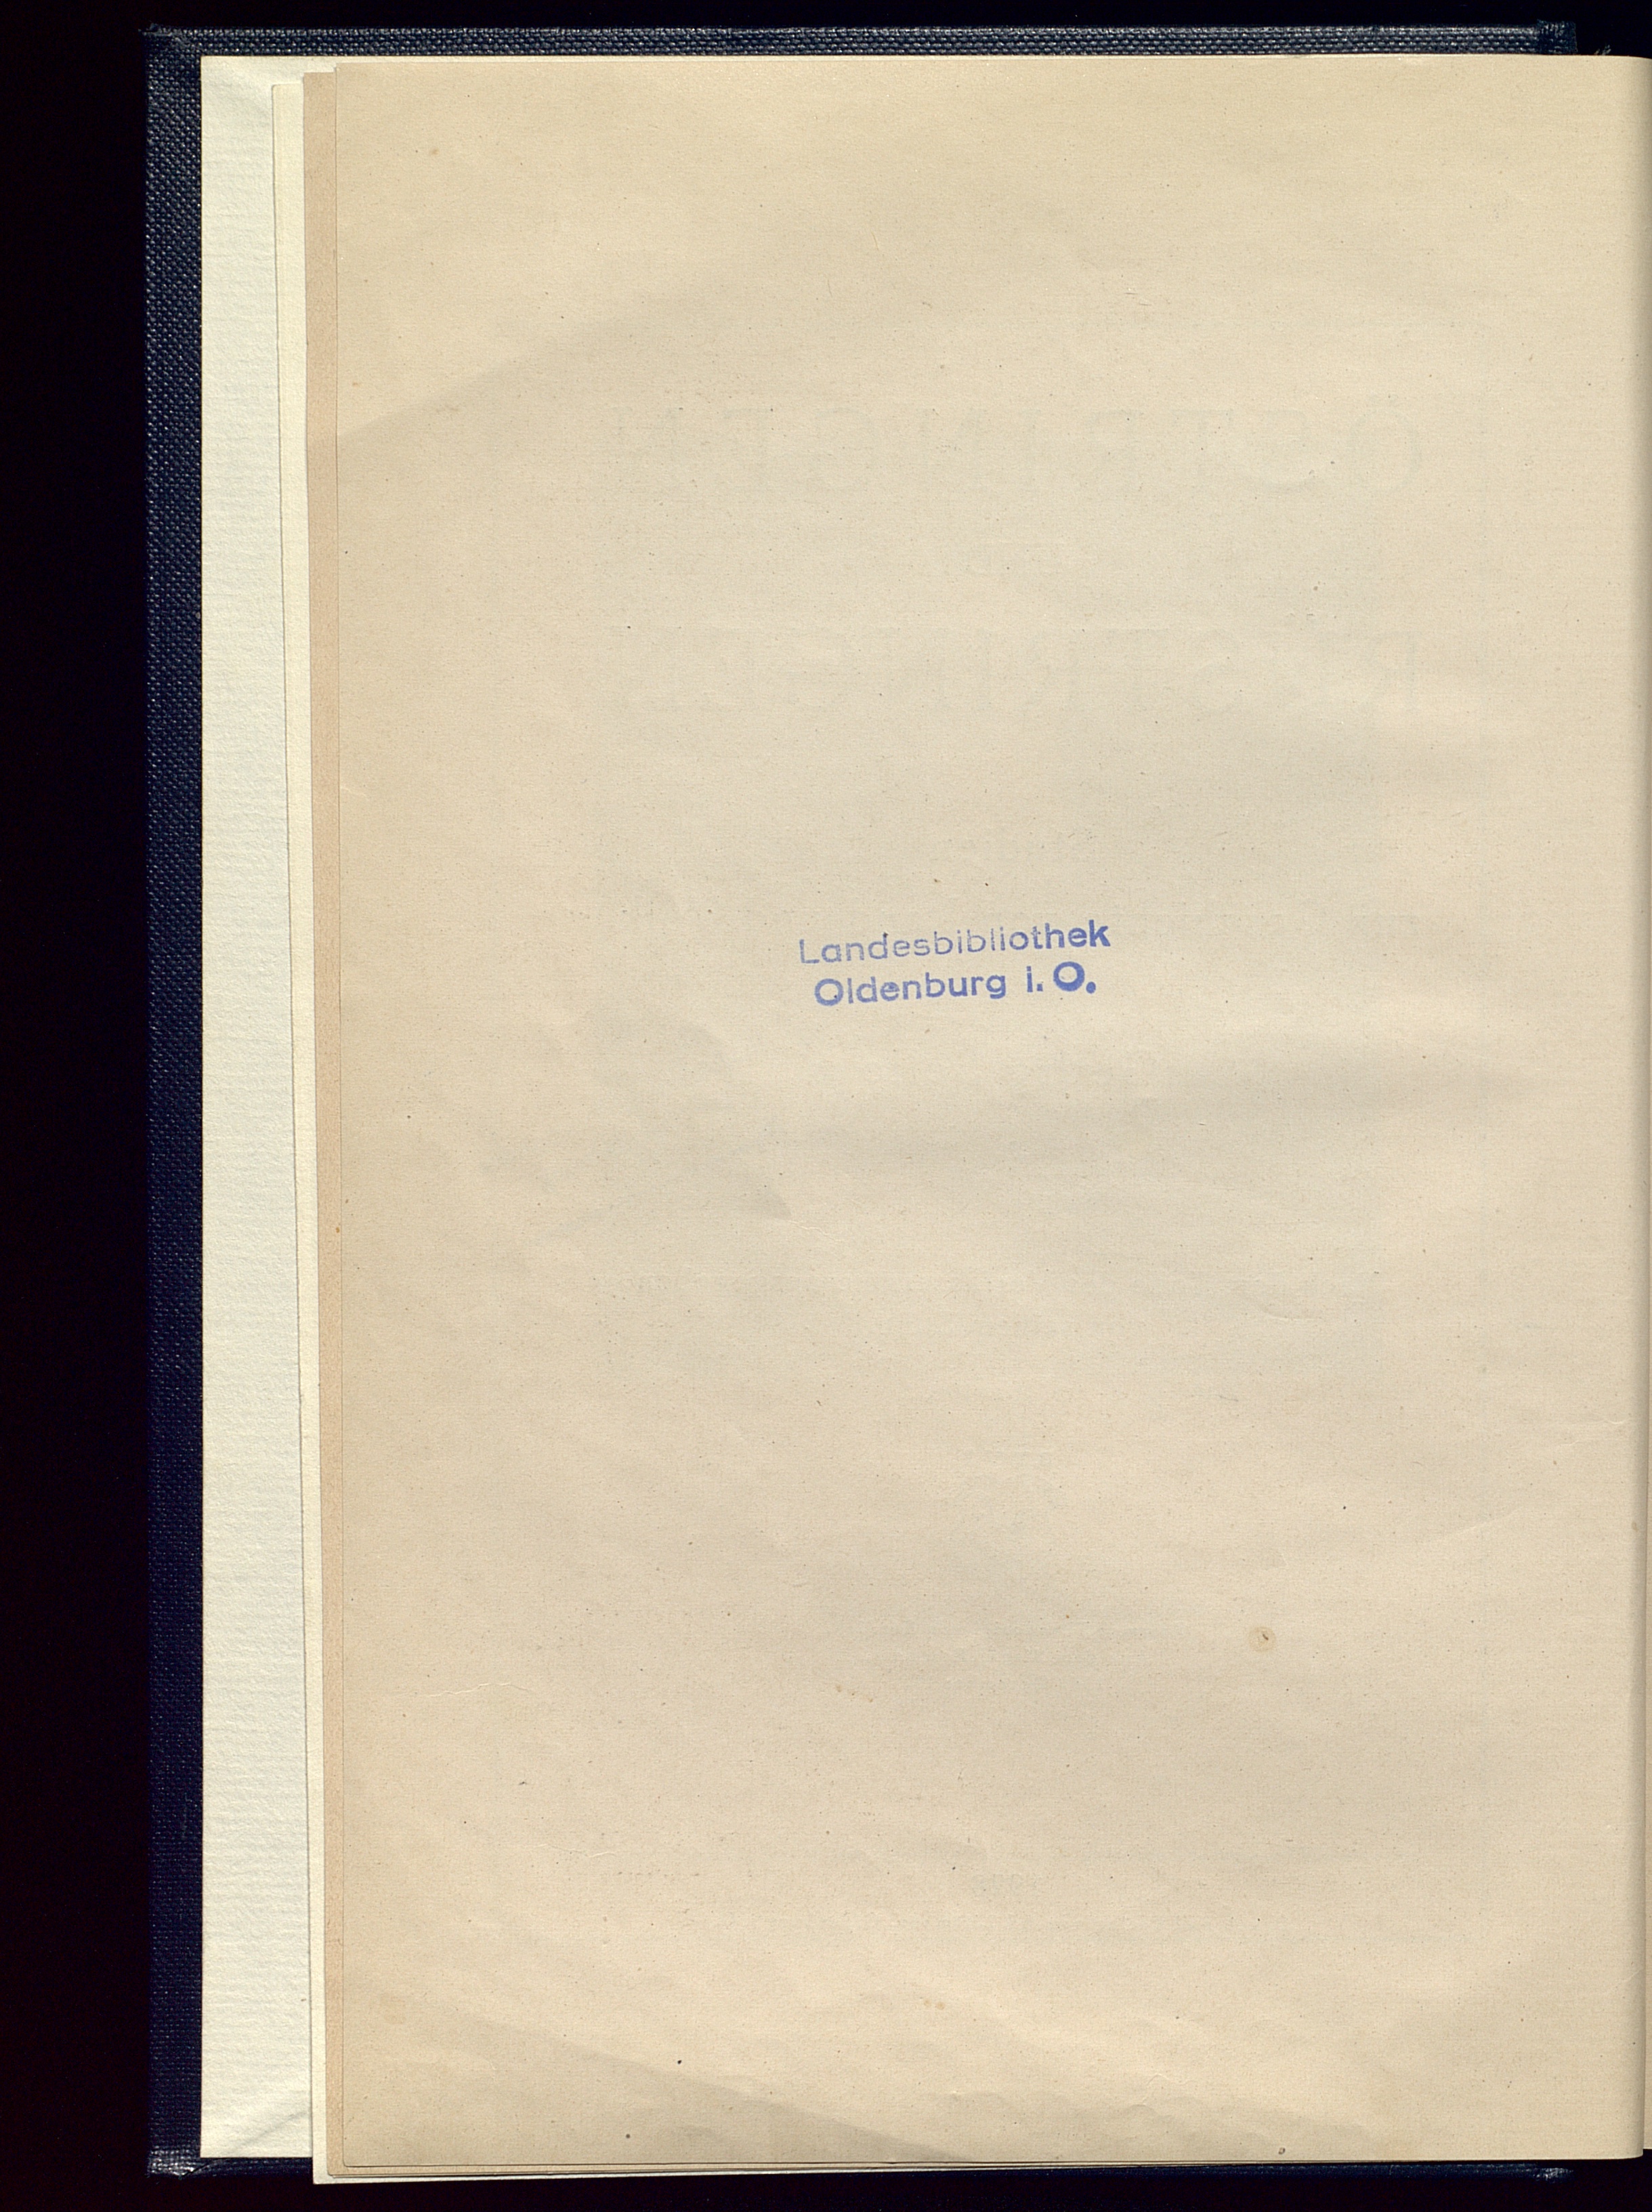 Landesbibliothek
Oldenburg i. O.